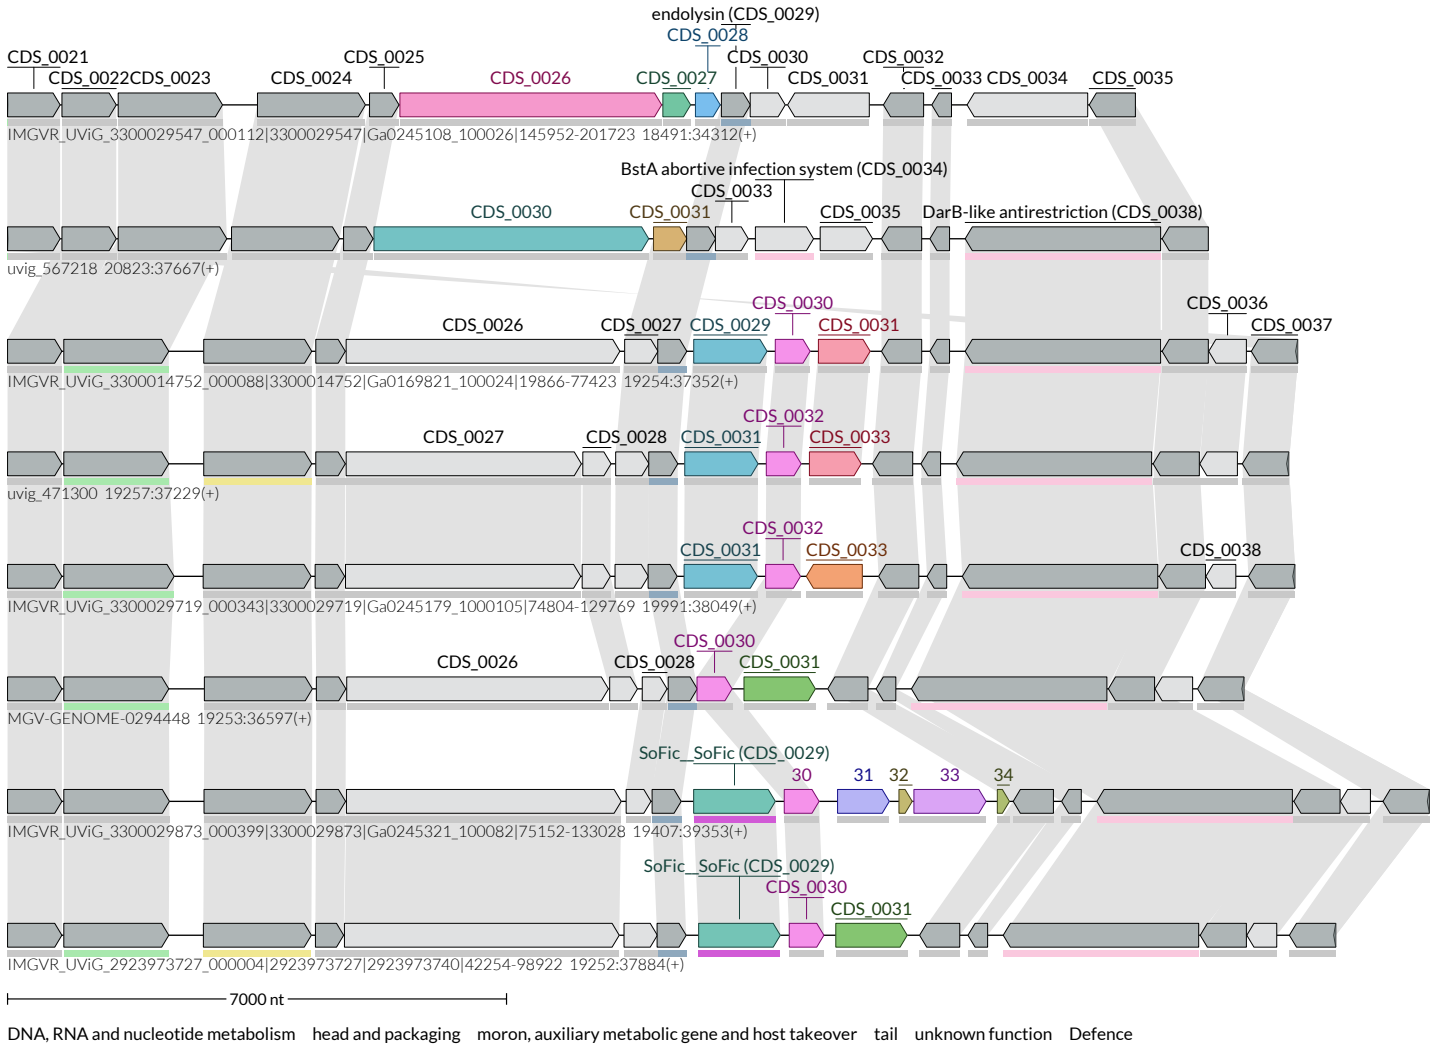 endolysin (CDS_0029)
CDS_0028
CDS_0021 CDS_0025 CDS_0030 CDS_0032
CDS_0022 CDS_0023 CDS_0024 CDS_0026 CDS_0027 CDS_0031 CDS_0033 CDS_0034 CDS_0035
IMGVR_UViG_3300029547_000112|3300029547|Ga0245108_100026|145952-201723 18491:34312(+)
BstA abortive infection system (CDS_0034)
CDS_0033
CDS_0030 CDS_0031 CDS_0035 DarB-like antirestriction (CDS_0038)
uvig_567218 20823:37667(+)
CDS_0030 CDS_0036
CDS_0026 CDS_0027 CDS_0029 CDS_0031 CDS_0037
IMGVR_UViG_3300014752_000088|3300014752|Ga0169821_100024|19866-77423 19254:37352(+)
CDS_0032
CDS_0027 CDS_0028 CDS_0031 CDS_0033
uvig_471300 19257:37229(+)
CDS_0032
CDS_0031 CDS_0033 CDS_0038
IMGVR_UViG_3300029719_000343|3300029719|Ga0245179_1000105|74804-129769 19991:38049(+)
CDS_0030
CDS_0026 CDS_0028 CDS_0031
MGV-GENOME-0294448 19253:36597(+)
SoFic__SoFic (CDS_0029)
30 31 32 33 34
IMGVR_UViG_3300029873_000399|3300029873|Ga0245321_100082|75152-133028 19407:39353(+)
SoFic__SoFic (CDS_0029)
CDS_0030
CDS_0031
IMGVR_UViG_2923973727_000004|2923973727|2923973740|42254-98922 19252:37884(+)
7000 nt
DNA, RNA and nucleotide metabolism head and packaging moron, auxiliary metabolic gene and host takeover tail unknown function Defence